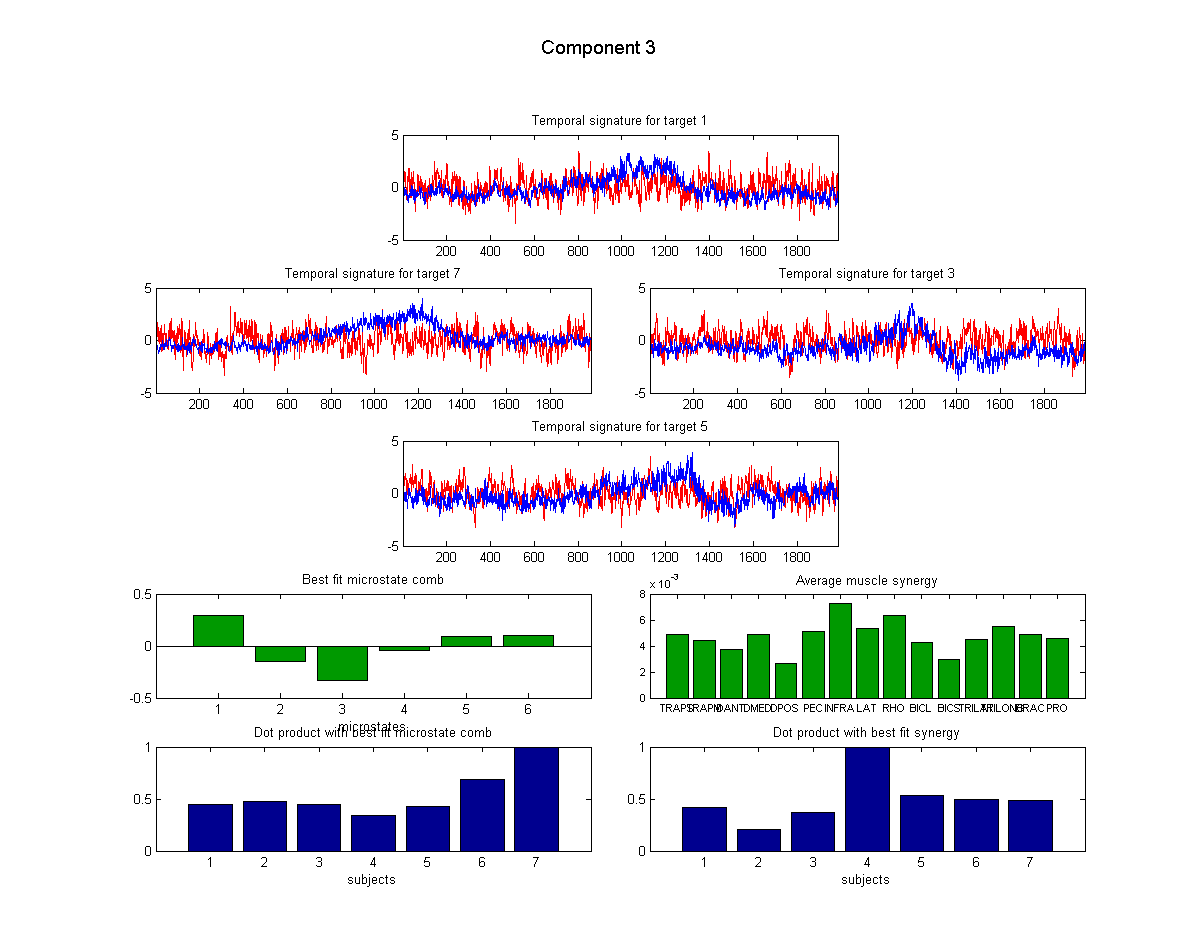 Component 3
Temporal signature for target 1
5
0
-5
200 400 600 800 1000 1200 1400 1600 1800
Temporal signature for target 7
5
0
-5
200 400 600 800 1000 1200 1400 1600 1800
Temporal signature for target 3
5
0
-5
200 400 600 800 1000 1200 1400 1600 1800
Temporal signature for target 5
5
0
-5
200 400 600 800 1000 1200 1400 1600 1800
Best fit microstate comb
0.5
0
-0.5
1 2 3 4 5 6
microstates
Average muscle synergy
x 10-3
8
6
4
2
0
DMED DPOS PEC INFRA LAT RHO BICL BICS PRO
Dot product with best fit microstate comb
1
0.5
0
1 2 3 4 5 6 7
subjects
Dot product with best fit synergy
1
0.5
0
1 2 3 4 5 6 7
subjects